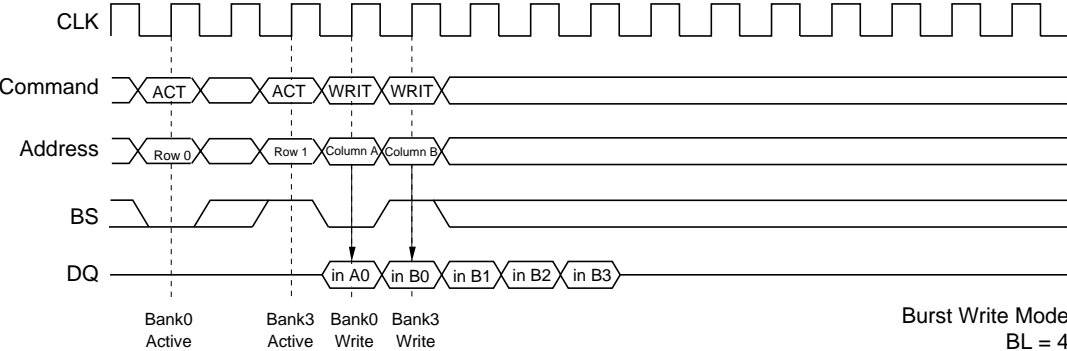 CLK
Command ACT ACT WRIT WRIT
Address Row 0 Row 1 Column A Column B
BS
DQ in A0 in B0 in B1 in B2 in B3
Bank0 Bank3 Bank0 Bank3
Active Active Write Write
Burst Write Mode
BL = 4